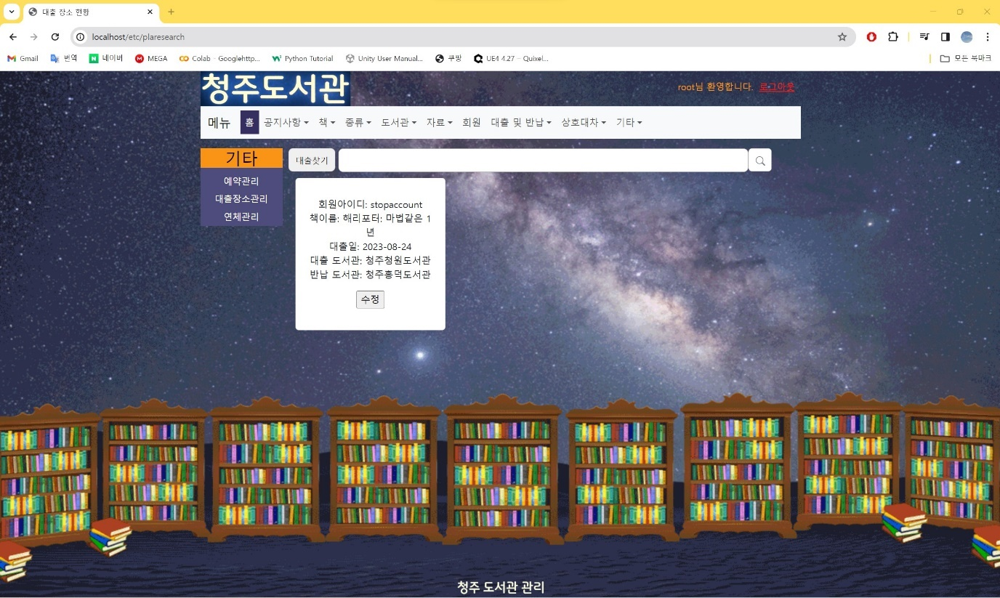 대출 장소 현황
localhost/etc/plaresearch
Gmail 번역 네이버 MEGA Colab - Googlehttp... Python Tutorial Unity User Manual... 쿠팡 UE4 4.27 - Quixel... 모든 북마크
청주도서관
root님 환영합니다. 로그아웃
메뉴 홈 공지사항 책 종류 도서관 자료 회원 대출 및 반납 상호대차 기타
기타
예약관리
대출장소관리
연체관리
대출찾기
회원아이디: stopaccount
책이름: 해리포터: 마법같은 1
년
대출일: 2023-08-24
대출 도서관: 청주청원도서관
반납 도서관: 청주흥덕도서관
수정
청주 도서관 관리